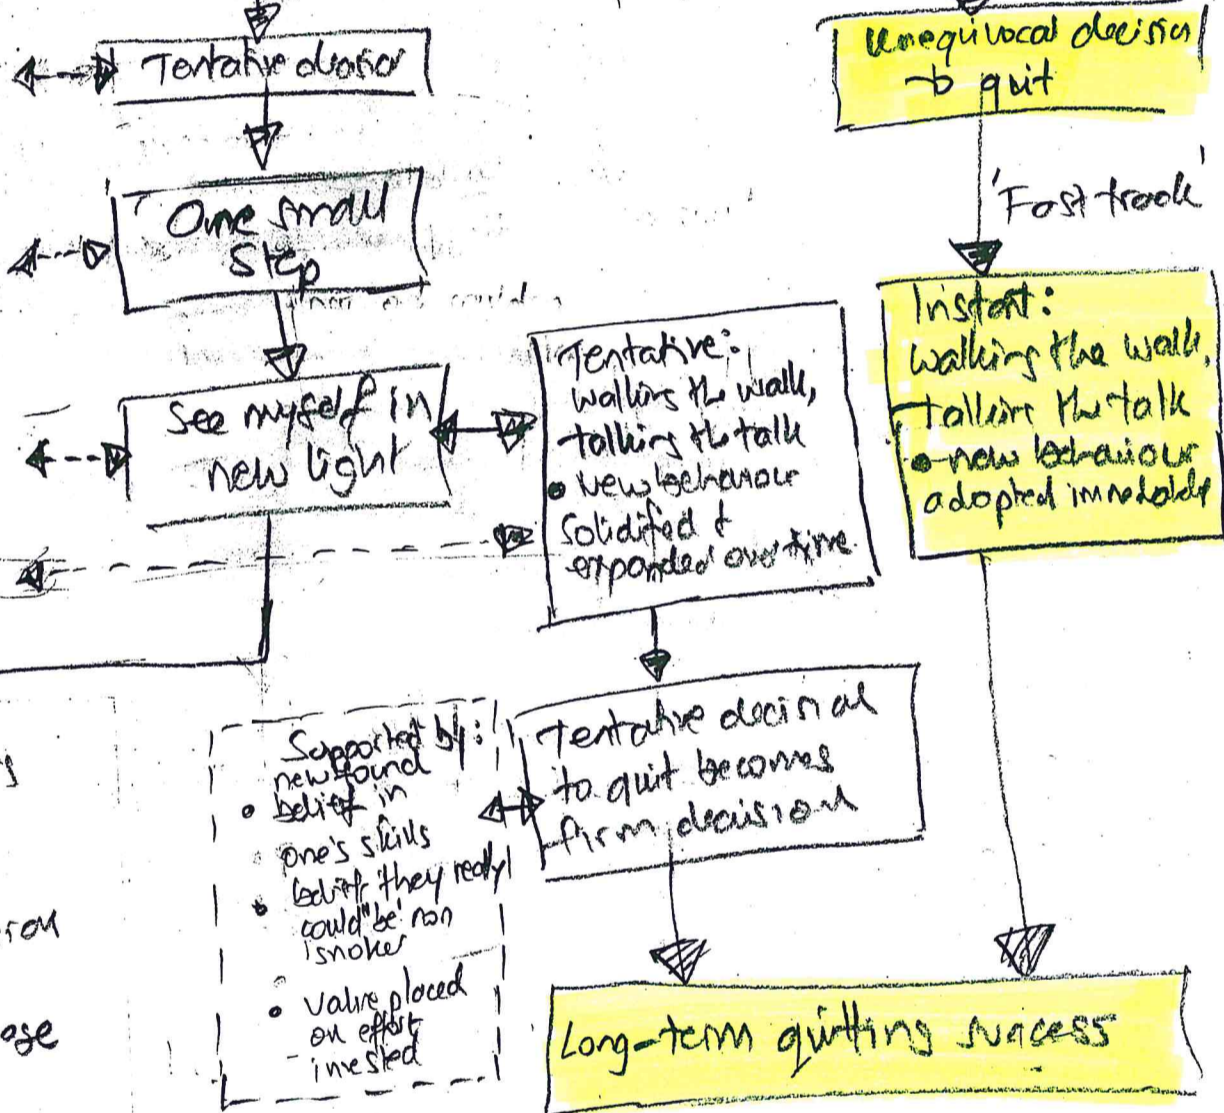 Tentative decision
One small
step
See myself in
new light
Unequivocal decision
to quit
'Fast track'
Instant:
walking the walk,
talking the talk
• new behaviour
adopted immediately
Tentative:
walking the walk,
talking the talk
• New behaviour
solidified &
expanded over time
Tentative decision
to quit becomes
firm decision
Supported by:
newfound
• belief in
one's skills
• belief they really
could "be" non
smoker
• Value placed
on effort
invested
Long-term quitting success